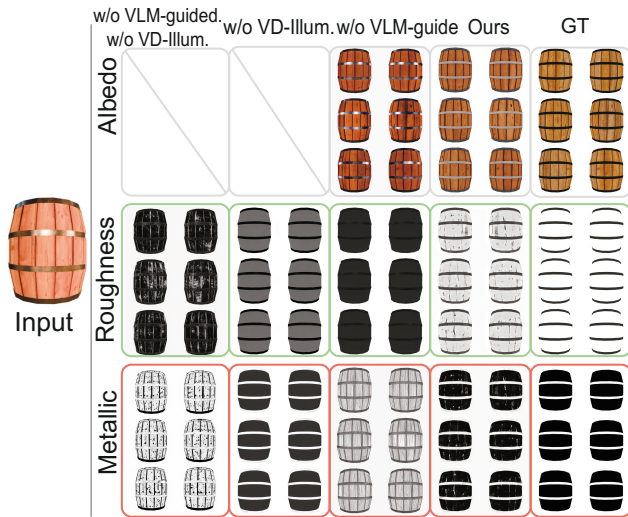 w/o VLM-guided.
w/o VD-Illum.
w/o VD-Illum.
w/o VLM-guide
Ours
GT
Albedo
Roughness
Metallic
Input